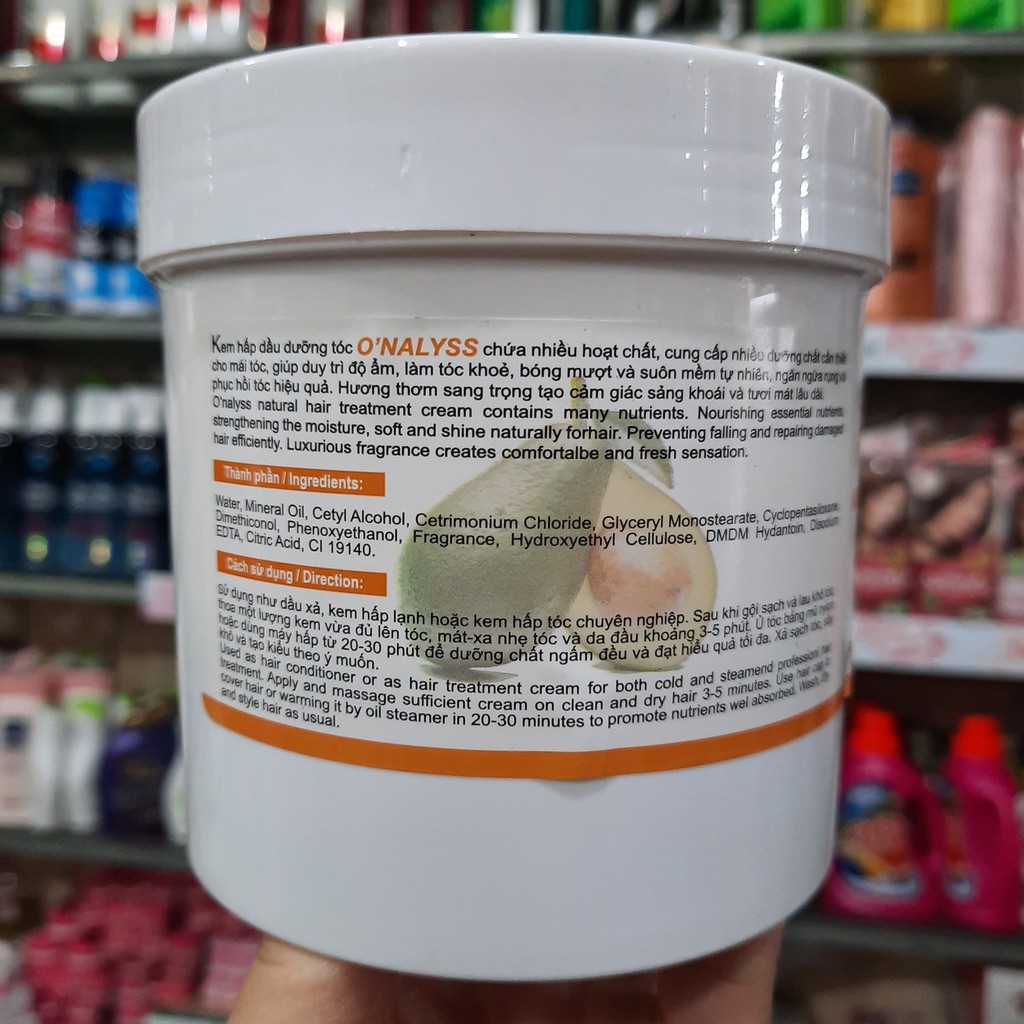 Kem hấp dầu dưỡng tóc O'NALYSS chứa nhiều hoạt chất, cung cấp nhiều dưỡng chất cần thiết
cho mái tóc, giúp duy trì độ ẩm, làm tóc khoẻ, bóng mượt và suôn mềm tự nhiên, ngăn ngừa rụng và
phục hồi tóc hiệu quả. Hương thơm sang trọng tạo cảm giác sảng khoái và tươi mát lâu dài.
O'nalyss natural hair treatment cream contains many nutrients. Nourishing essential nutrients,
strengthening the moisture, soft and shine naturally forhair. Preventing falling and repairing damaged
hair efficiently. Luxurious fragrance creates comfortalbe and fresh sensation.
Thành phần / Ingredients:
Water, Mineral Oil, Cetyl Alcohol, Cetrimonium Chloride, Glyceryl Monostearate, Cyclopentasiloxane,
Dimethiconol, Phenoxyethanol, Fragrance, Hydroxyethyl Cellulose, DMDM Hydantoin, Disodium
EDTA, Citric Acid, CI 19140.
Cách sử dụng / Direction:
Sử dụng như dầu xả, kem hấp lạnh hoặc kem hấp tóc chuyên nghiệp. Sau khi gội sạch và lau khô tóc,
thoa một lượng kem vừa đủ lên tóc, mát-xa nhẹ tóc và da đầu khoảng 3-5 phút. Ủ tóc bằng mũ nylon
hoặc dùng máy hấp từ 20-30 phút để dưỡng chất ngấm đều và đạt hiểu quả tối đa. Xả sạch tóc, sấy
khô và tạo kiểu theo ý muốn.
Used as hair conditioner or as hair treatment cream for both cold and steamend professional hair
treatment. Apply and massage sufficient cream on clean and dry hair 3-5 minutes. Use hair cap to
cover hair or warming it by oil steamer in 20-30 minutes to promote nutrients wel absorbed. Wash, dry
and style hair as usual.